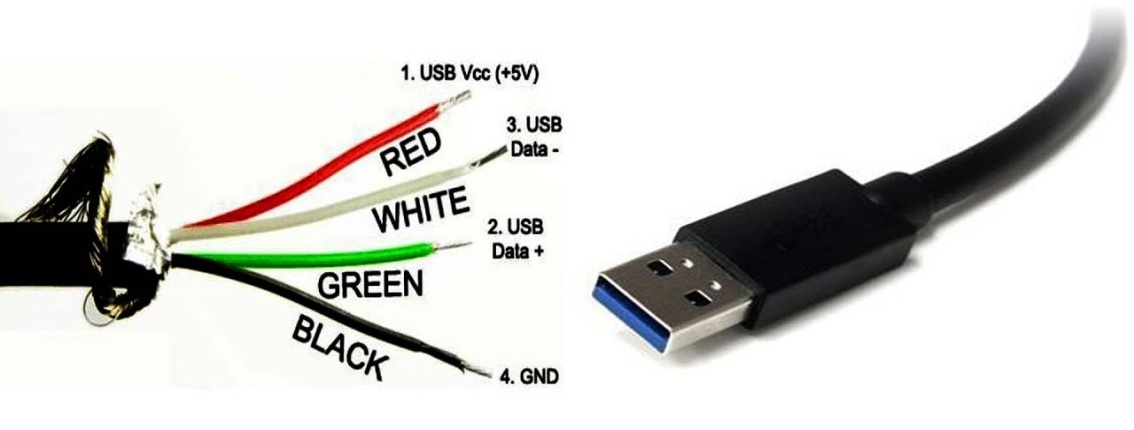 1. USB Vcc (+5V)
RED
3. USB
Data -
WHITE
2. USB
Data +
GREEN
BLACK
4. GND